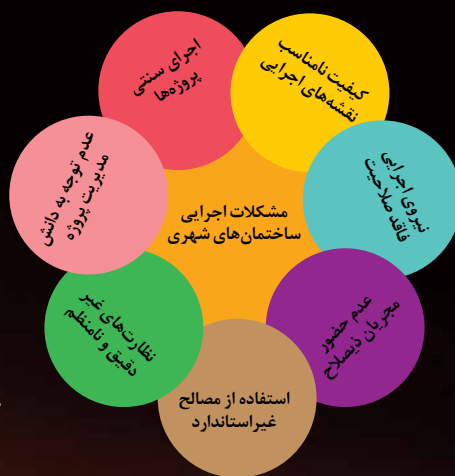 مشکلات اجرایی
ساختمان‌های شهری
کیفیت نامناسب
نقشه‌های اجرایی
نیروی اجرایی
فاقد صلاحیت
عدم حضور
مجریان ذیصلاح
استفاده از مصالح
غیراستاندارد
نظارت‌های غیر
دقیق و نامنظم
عدم توجه به دانش
مدیریت پروژه
اجرای سنتی
پروژه‌ها